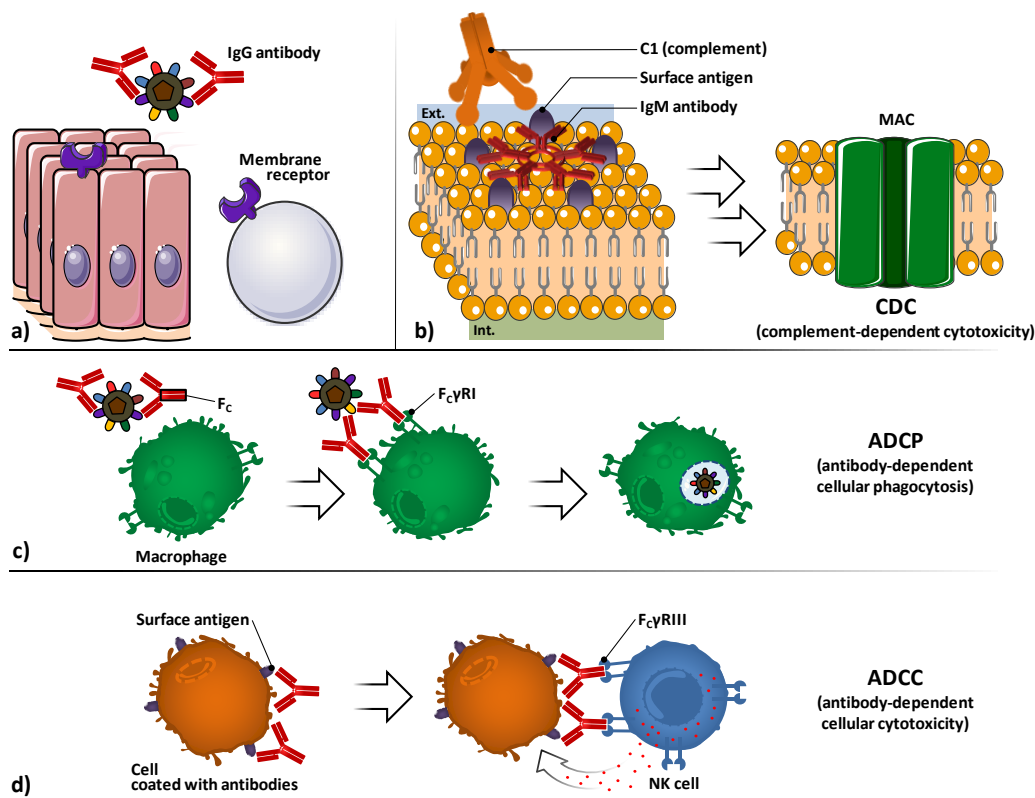 IgG antibody
Membrane
receptor
a)
C1 (complement)
Surface antigen
IgM antibody
Ext.
Int.
MAC
CDC
(complement-dependent cytotoxicity)
b)
Fc
FcγRI
Macrophage
ADCP
(antibody-dependent
cellular phagocytosis)
c)
Surface antigen
FcγRIII
Cell
coated with antibodies
NK cell
ADCC
(antibody-dependent
cellular cytotoxicity)
d)